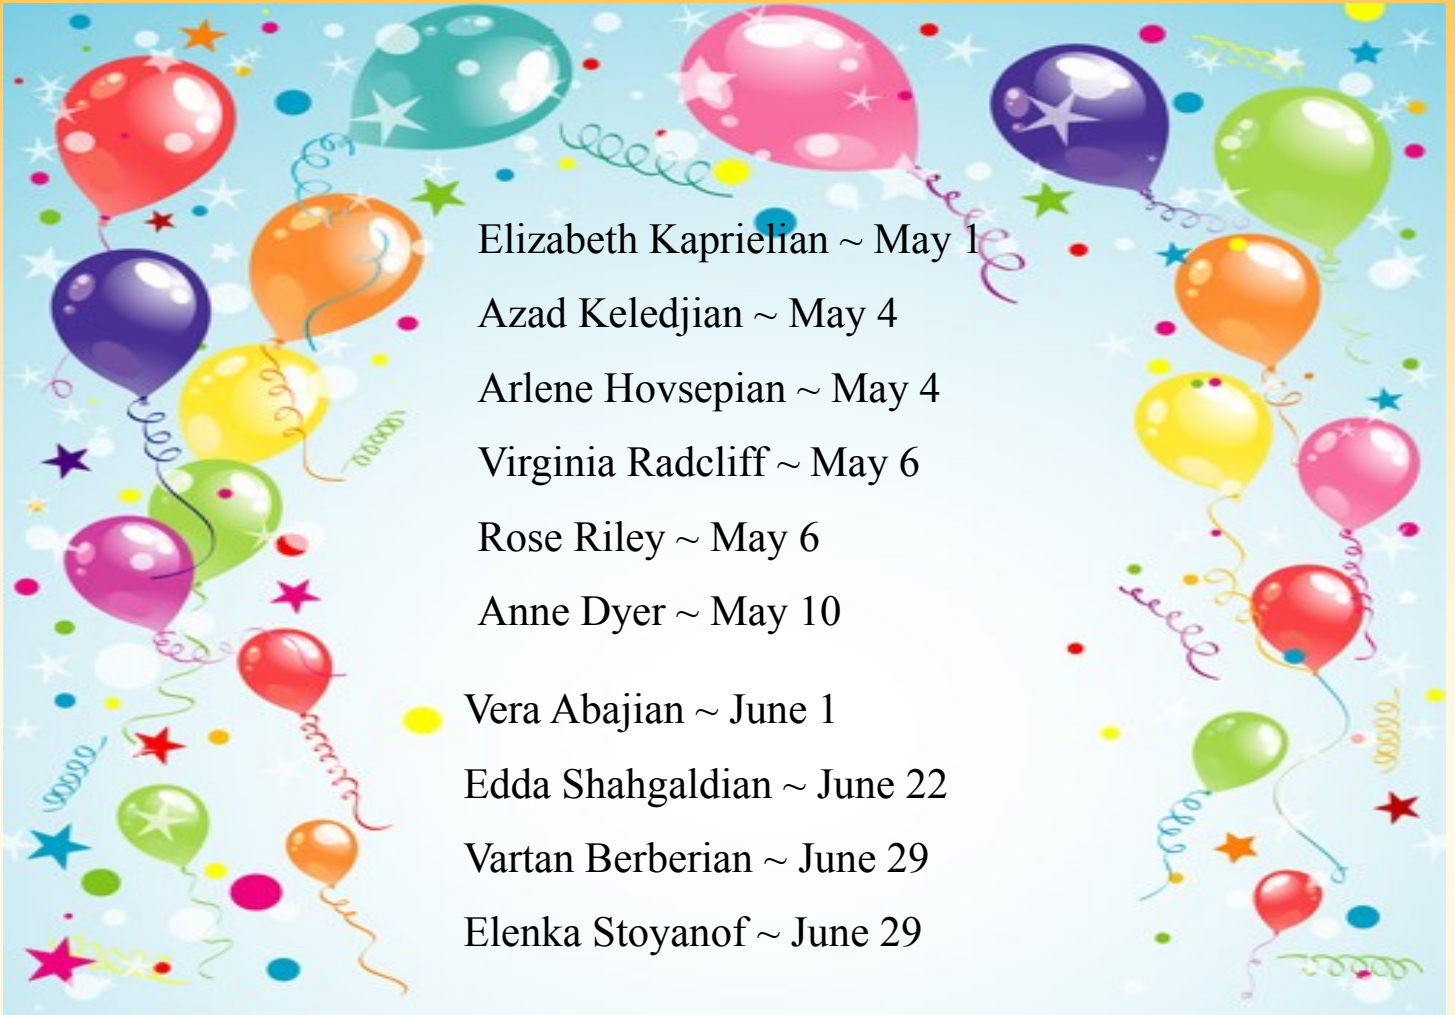 Elizabeth Kaprielian ~ May 1
Azad Keledjian ~ May 4
Arlene Hovsepian ~ May 4
Virginia Radcliff ~ May 6
Rose Riley ~ May 6
Anne Dyer ~ May 10
Vera Abajian ~ June 1
Edda Shahgaldian ~ June 22
Vartan Berberian ~ June 29
Elenka Stoyanof ~ June 29